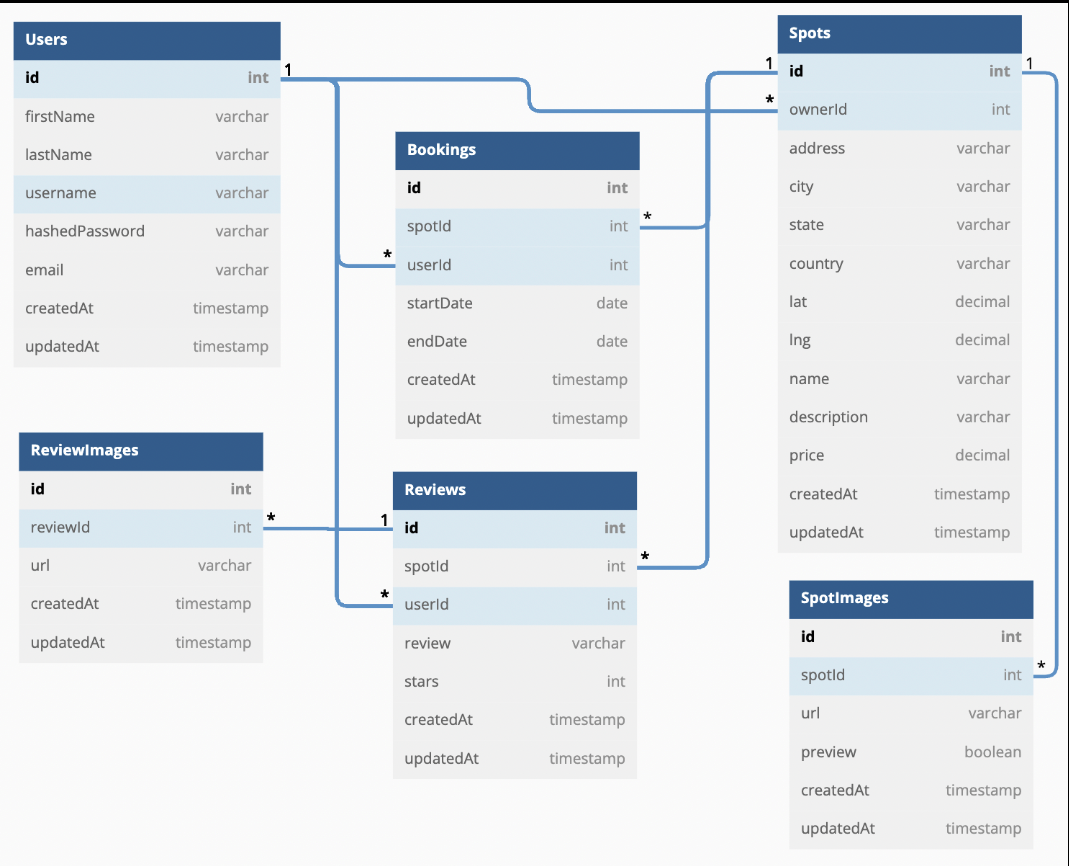 Users
id int
firstName varchar
lastName varchar
username varchar
hashedPassword varchar
email varchar
createdAt timestamp
updatedAt timestamp
1
*
*
*
Bookings
id int
spotId int
userId int
startDate date
endDate date
createdAt timestamp
updatedAt timestamp
*
1
1
Spots
id int
ownerId int
address varchar
city varchar
state varchar
country varchar
lat decimal
lng decimal
name varchar
description varchar
price decimal
createdAt timestamp
updatedAt timestamp
ReviewImages
id int
reviewId int
url varchar
createdAt timestamp
updatedAt timestamp
*
1
Reviews
id int
spotId int
userId int
review varchar
stars int
createdAt timestamp
updatedAt timestamp
*
SpotImages
id int
spotId int
url varchar
preview boolean
createdAt timestamp
updatedAt timestamp
*